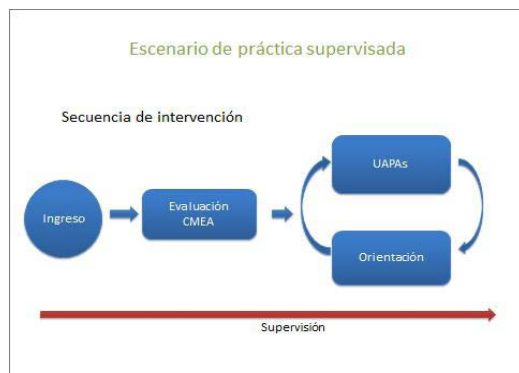 Escenario de práctica supervisada
Secuencia de intervención
UAPAs
Ingreso
Evaluación
CMEA
Orientación
Supervisión